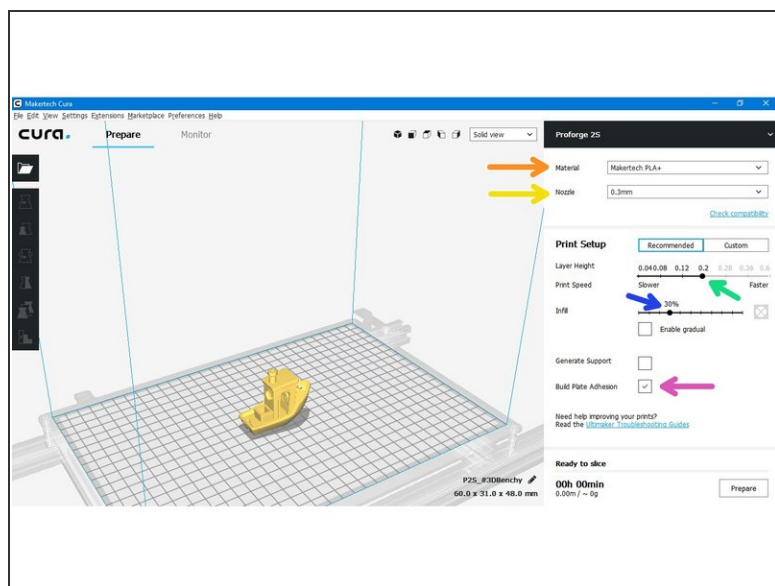 Makertech Cura
File Edit View Settings Extensions Marketplace Preferences Help
cura.
Prepare
Monitor
Solid view
Proforge 2S
Material
Makertech PLA+
Nozzle
0.3mm
Check compatibility
Print Setup
Recommended
Custom
Layer Height
0.04 0.08 0.12 0.2 0.28 0.36 0.6
Print Speed
Slower
Faster
30%
Infill
Enable gradual
Generate Support
Build Plate Adhesion
Need help improving your prints?
Read the Ultimaker Troubleshooting Guides
P2S_#3DBenchy
60.0 x 31.0 x 48.0 mm
Ready to slice
00h 00min
0.00m / ~ 0g
Prepare